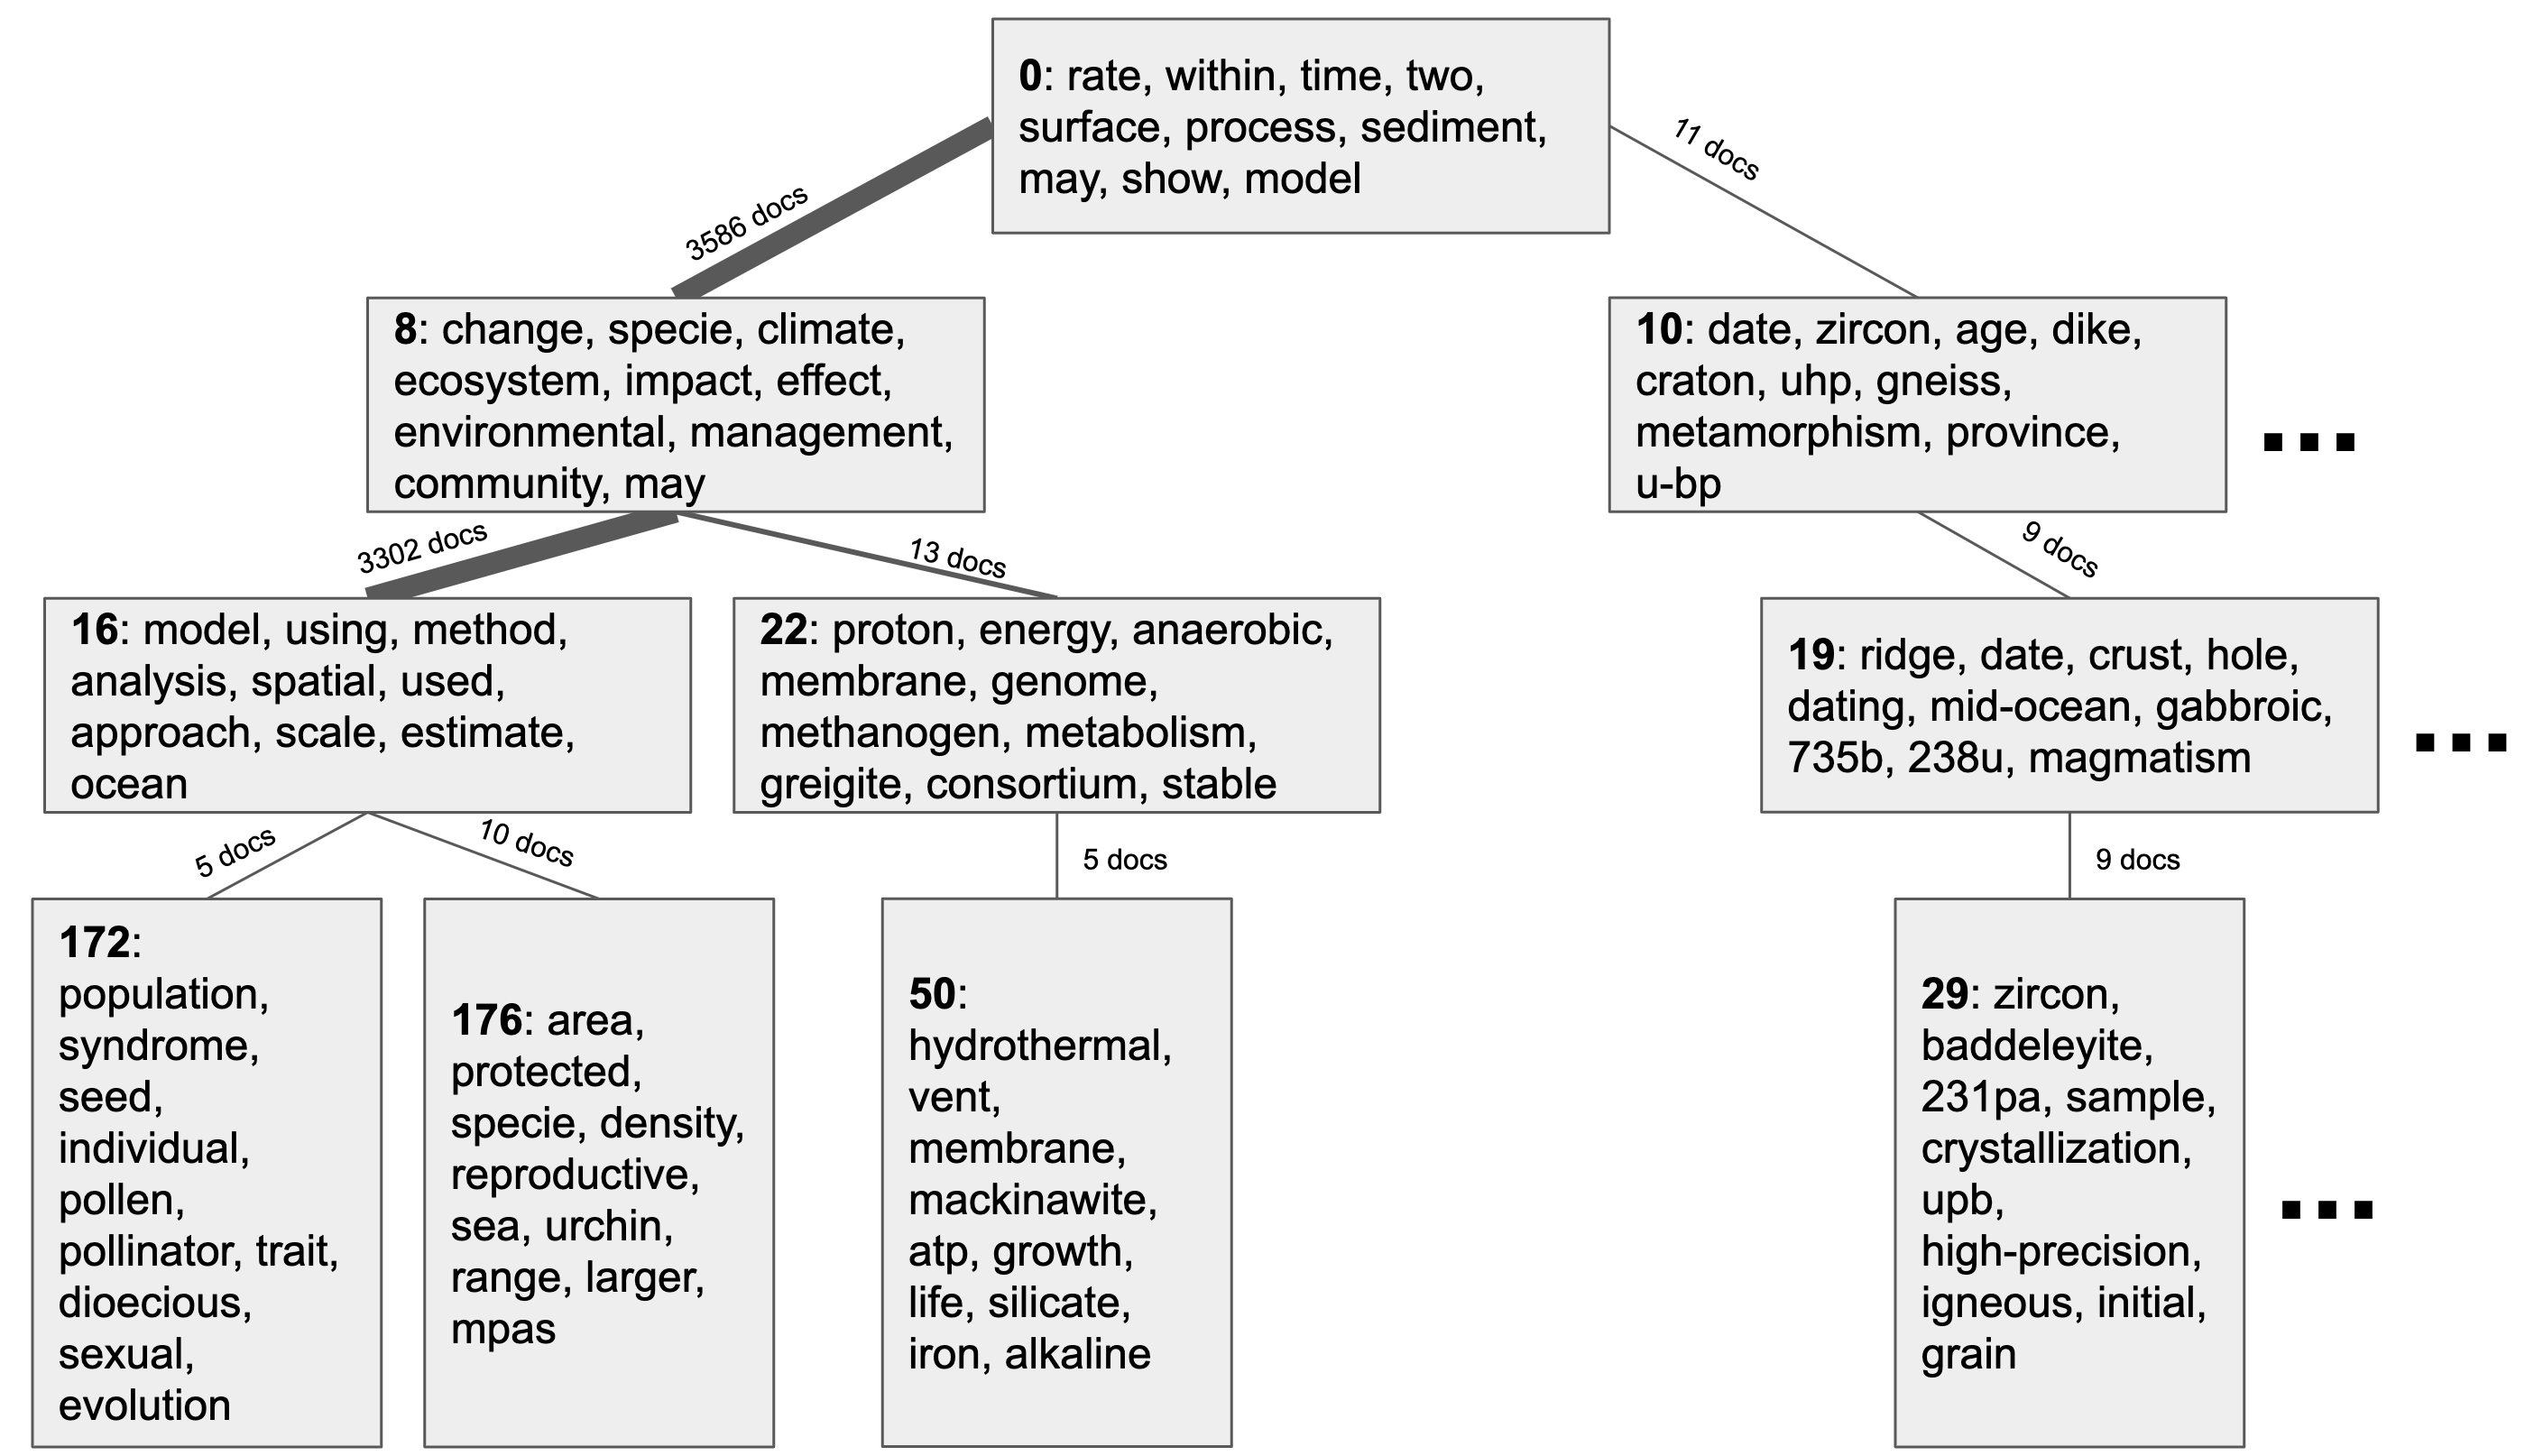 0: rate, within, time, two,
surface, process, sediment,
may, show, model
3586 docs
11 docs
8: change, specie, climate,
ecosystem, impact, effect,
environmental, management,
community, may
10: date, zircon, age, dike,
craton, uhp, gneiss,
metamorphism, province,
u-bp
3302 docs
13 docs
9 docs
16: model, using, method,
analysis, spatial, used,
approach, scale, estimate,
ocean
22: proton, energy, anaerobic,
membrane, genome,
methanogen, metabolism,
greigite, consortium, stable
19: ridge, date, crust, hole,
dating, mid-ocean, gabbroic,
735b, 238u, magmatism
5 docs
10 docs
5 docs
9 docs
172:
population,
syndrome,
seed,
individual,
pollen,
pollinator, trait,
dioecious,
sexual,
evolution
176: area,
protected,
specie, density,
reproductive,
sea, urchin,
range, larger,
mpas
50:
hydrothermal,
vent,
membrane,
mackinawite,
atp, growth,
life, silicate,
iron, alkaline
29: zircon,
baddeleyite,
231pa, sample,
crystallization,
upb,
high-precision,
igneous, initial,
grain